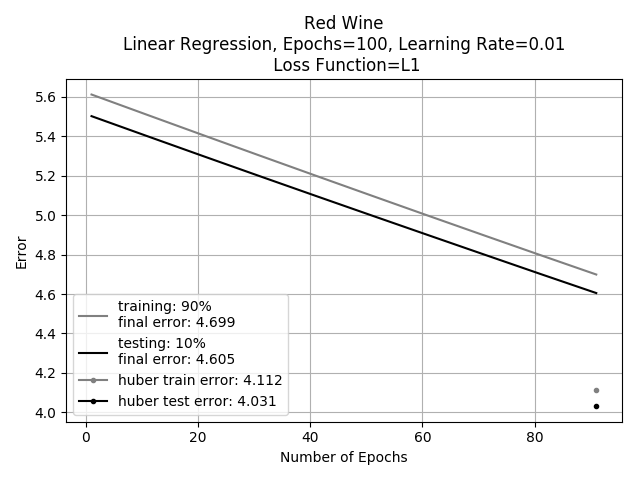 Red Wine
Linear Regression, Epochs=100, Learning Rate=0.01
Loss Function=L1
5.6
5.4
5.2
5.0
4.8
4.6
4.4
4.2
4.0
Error
training: 90%
final error: 4.699
testing: 10%
final error: 4.605
huber train error: 4.112
huber test error: 4.031
0 20 40 60 80
Number of Epochs